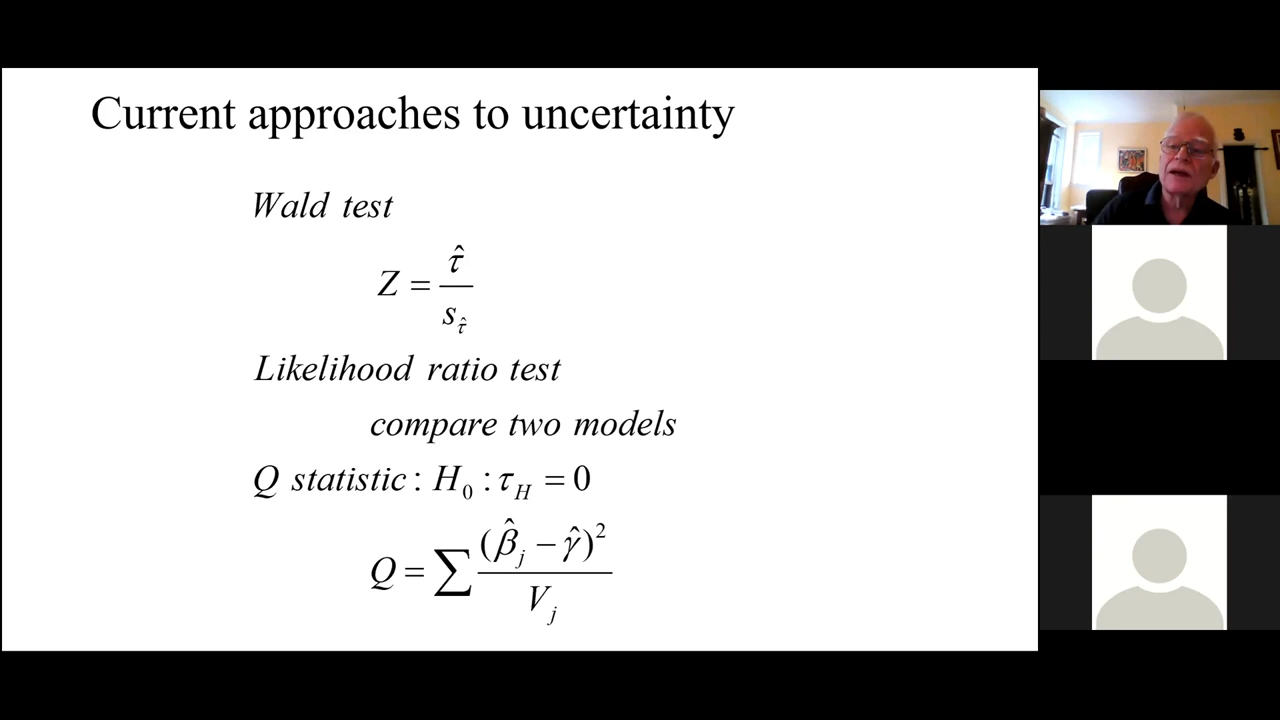 Current approaches to uncertainty
Wald test
Z = τ̂ / s_τ̂
Likelihood ratio test
compare two models
Q statistic : H₀ : τ_H = 0
Q = ∑ (β̂_j − γ̂)² / V_j